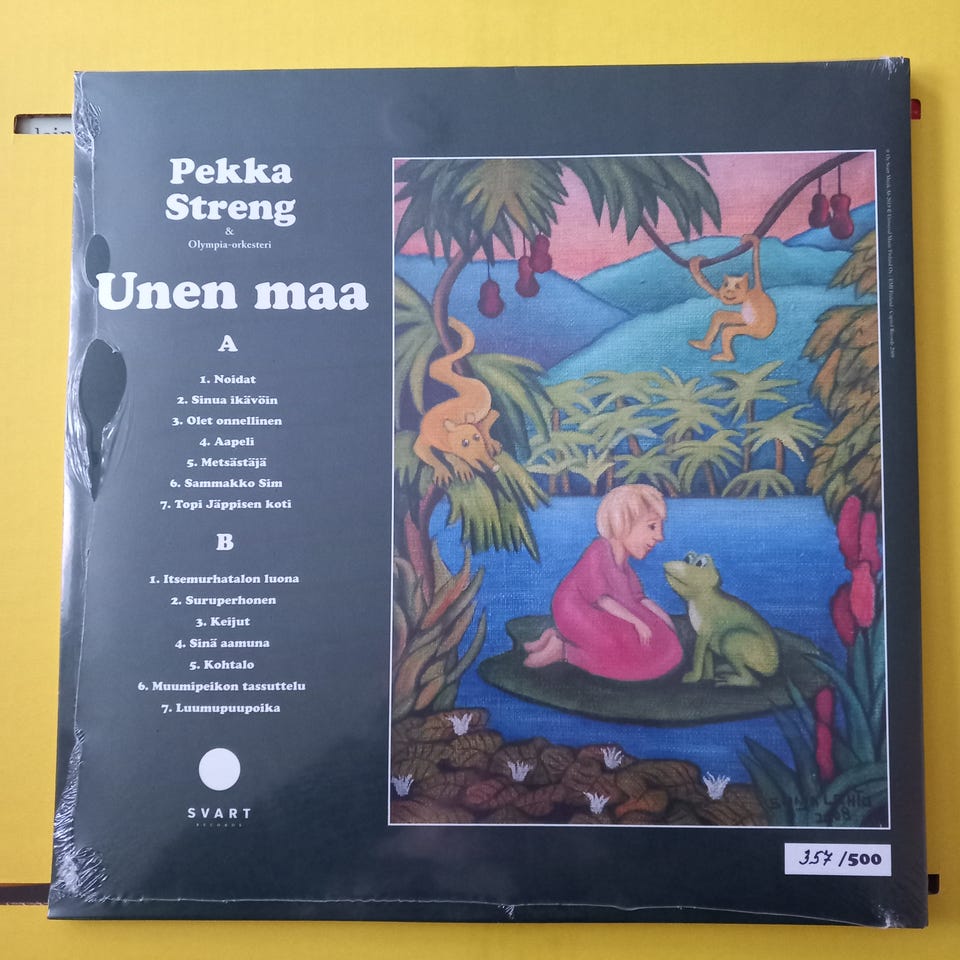 Pekka
Streng
&
Olympia-orkesteri
Unen maa
A
1. Noidat
2. Sinua ikävöin
3. Olet onnellinen
4. Aapeli
5. Metsästäjä
6. Sammakko Sim
7. Topi Jäppisen koti
B
1. Itsemurhatalon luona
2. Suruperhonen
3. Keijut
4. Sinä aamuna
5. Kohtalo
6. Muumipeikon tassuttelu
7. Luumupuupoika
SVART
RECORDS
2008
357 /500